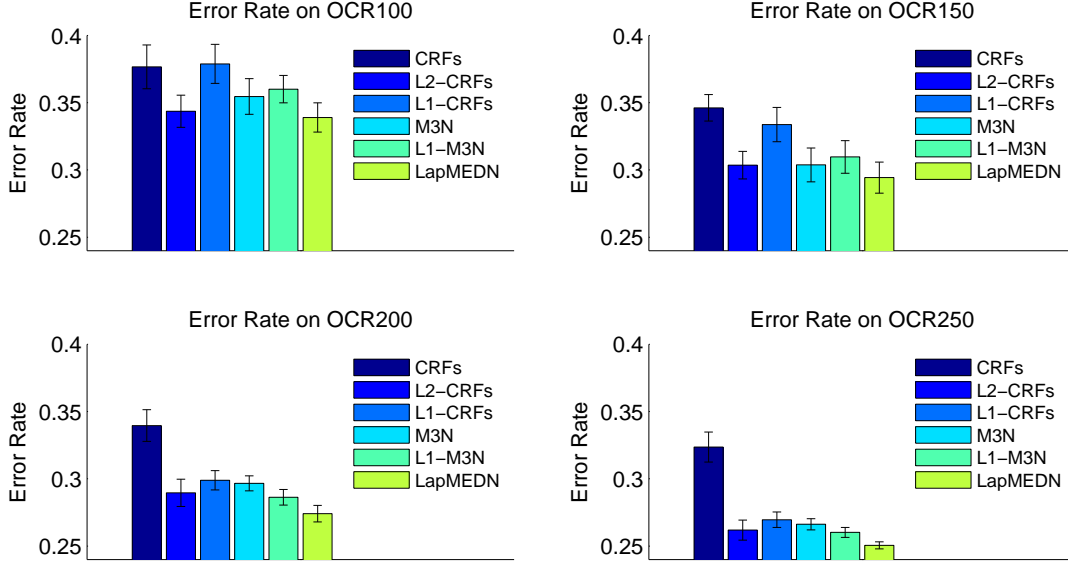 Error Rate on OCR100
0.4
0.35
0.3
0.25
Error Rate
CRFs
L2−CRFs
L1−CRFs
M3N
L1−M3N
LapMEDN
Error Rate on OCR150
0.4
0.35
0.3
0.25
Error Rate
CRFs
L2−CRFs
L1−CRFs
M3N
L1−M3N
LapMEDN
Error Rate on OCR200
0.4
0.35
0.3
0.25
Error Rate
CRFs
L2−CRFs
L1−CRFs
M3N
L1−M3N
LapMEDN
Error Rate on OCR250
0.4
0.35
0.3
0.25
Error Rate
CRFs
L2−CRFs
L1−CRFs
M3N
L1−M3N
LapMEDN